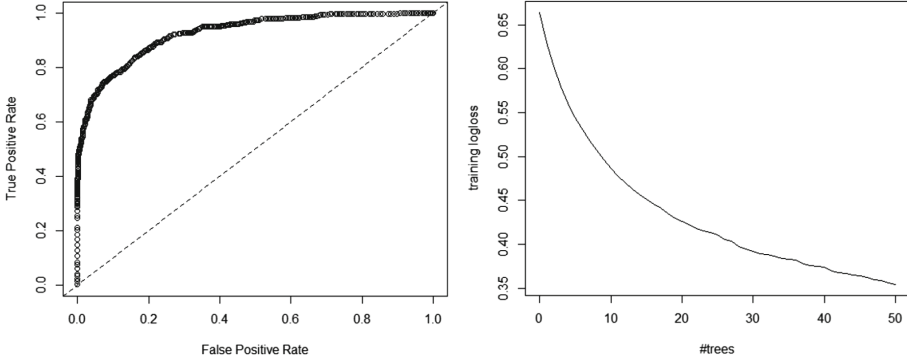 True Positive Rate
1.0
0.8
0.6
0.4
0.2
0.0
0.0 0.2 0.4 0.6 0.8 1.0
False Positive Rate
training logloss
0.65
0.60
0.55
0.50
0.45
0.40
0.35
0 10 20 30 40 50
#trees